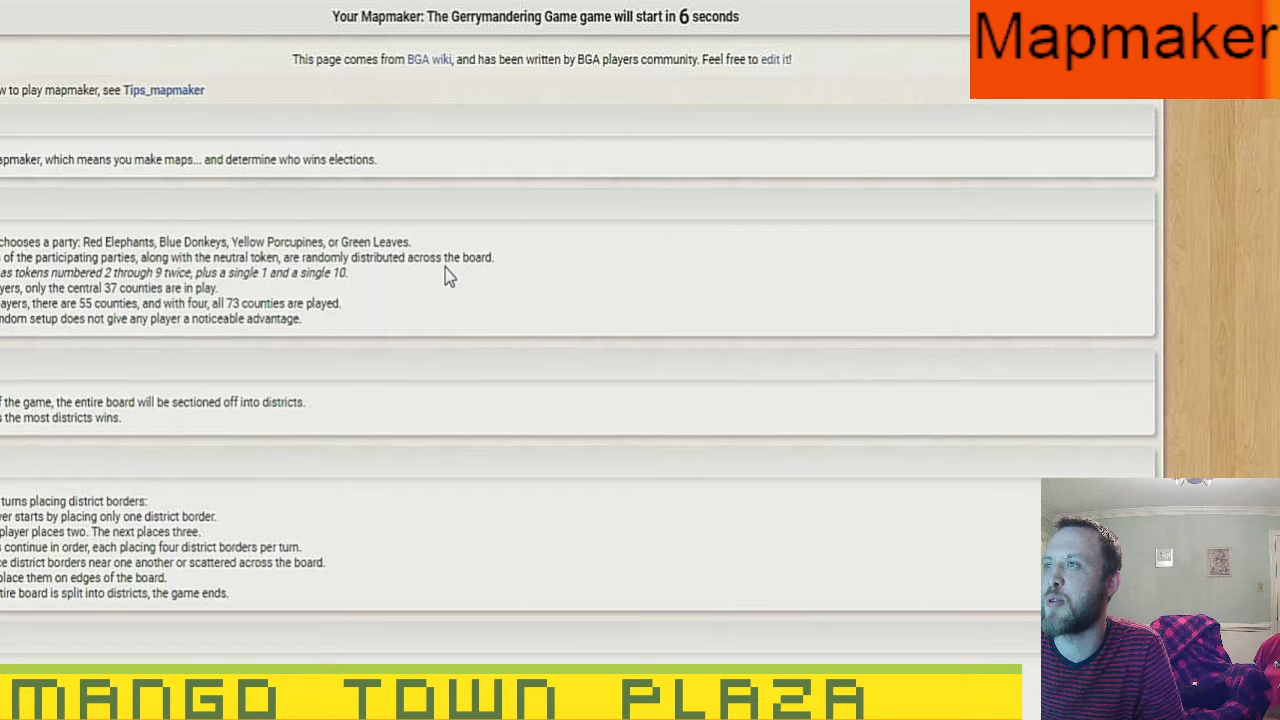 Your Mapmaker: The Gerrymandering Game game will start in 6 seconds
Mapmaker
This page comes from BGA wiki, and has been written by BGA players community. Feel free to edit it!
w to play mapmaker, see Tips_mapmaker
apmaker, which means you make maps... and determine who wins elections.
chooses a party: Red Elephants, Blue Donkeys, Yellow Porcupines, or Green Leaves.
s of the participating parties, along with the neutral token, are randomly distributed across the board.
as tokens numbered 2 through 9 twice, plus a single 1 and a single 10.
yers, only the central 37 counties are in play.
ayers, there are 55 counties, and with four, all 73 counties are played.
ndom setup does not give any player a noticeable advantage.
f the game, the entire board will be sectioned off into districts.
s the most districts wins.
turns placing district borders:
yer starts by placing only one district border.
player places two. The next places three.
s continue in order, each placing four district borders per turn.
ce district borders near one another or scattered across the board.
place them on edges of the board.
tire board is split into districts, the game ends.
MANGO TOWN PLAZA